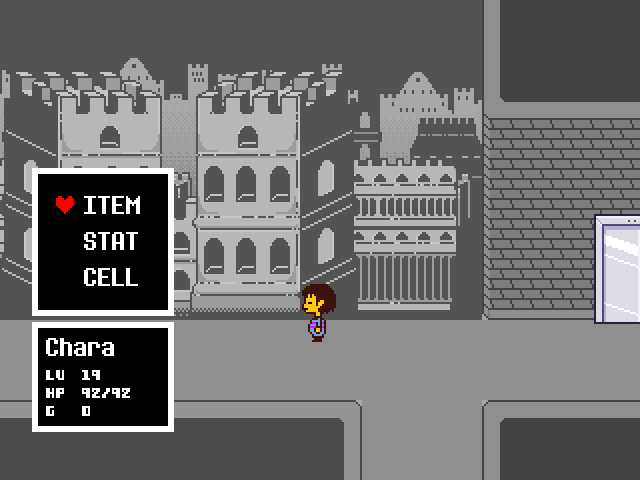 ITEM
STAT
CELL
Chara
LV 19
HP 92/92
G 0